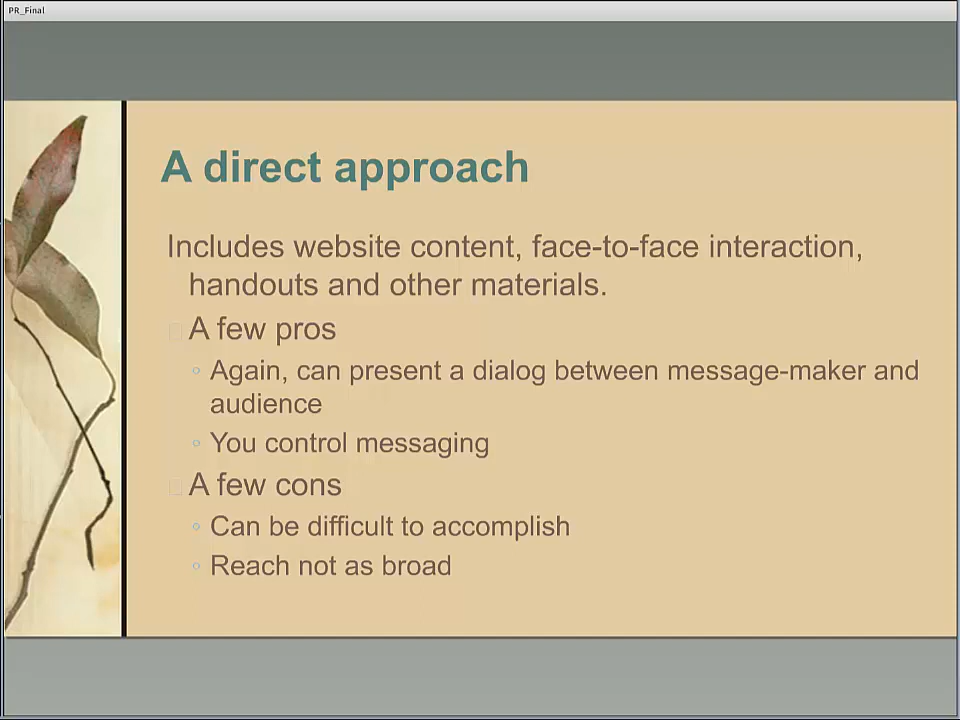 PR_Final
A direct approach
Includes website content, face-to-face interaction,
handouts and other materials.
A few pros
◦ Again, can present a dialog between message-maker and
audience
◦ You control messaging
A few cons
◦ Can be difficult to accomplish
◦ Reach not as broad